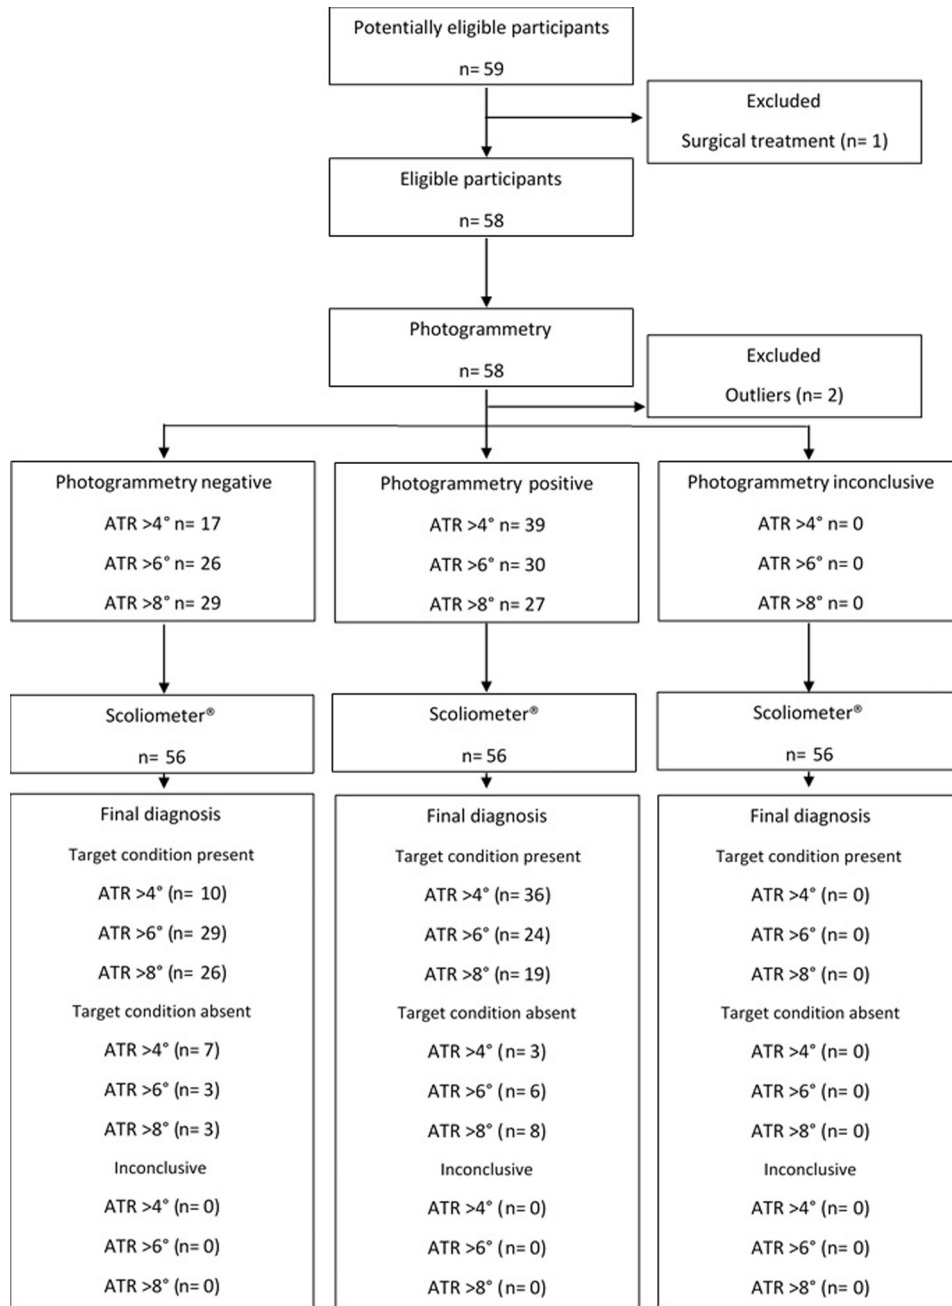 Potentially eligible participants
n= 59
Excluded
Surgical treatment (n= 1)
Eligible participants
n= 58
Photogrammetry
n= 58
Excluded
Outliers (n= 2)
Photogrammetry negative
ATR >4° n= 17
ATR >6° n= 26
ATR >8° n= 29
Photogrammetry positive
ATR >4° n= 39
ATR >6° n= 30
ATR >8° n= 27
Photogrammetry inconclusive
ATR >4° n= 0
ATR >6° n= 0
ATR >8° n= 0
Scoliometer®
n= 56
Scoliometer®
n= 56
Scoliometer®
n= 56
Final diagnosis
Target condition present
ATR >4° (n= 10)
ATR >6° (n= 29)
ATR >8° (n= 26)
Target condition absent
ATR >4° (n= 7)
ATR >6° (n= 3)
ATR >8° (n= 3)
Inconclusive
ATR >4° (n= 0)
ATR >6° (n= 0)
ATR >8° (n= 0)
Final diagnosis
Target condition present
ATR >4° (n= 36)
ATR >6° (n= 24)
ATR >8° (n= 19)
Target condition absent
ATR >4° (n= 3)
ATR >6° (n= 6)
ATR >8° (n= 8)
Inconclusive
ATR >4° (n= 0)
ATR >6° (n= 0)
ATR >8° (n= 0)
Final diagnosis
Target condition present
ATR >4° (n= 0)
ATR >6° (n= 0)
ATR >8° (n= 0)
Target condition absent
ATR >4° (n= 0)
ATR >6° (n= 0)
ATR >8° (n= 0)
Inconclusive
ATR >4° (n= 0)
ATR >6° (n= 0)
ATR >8° (n= 0)